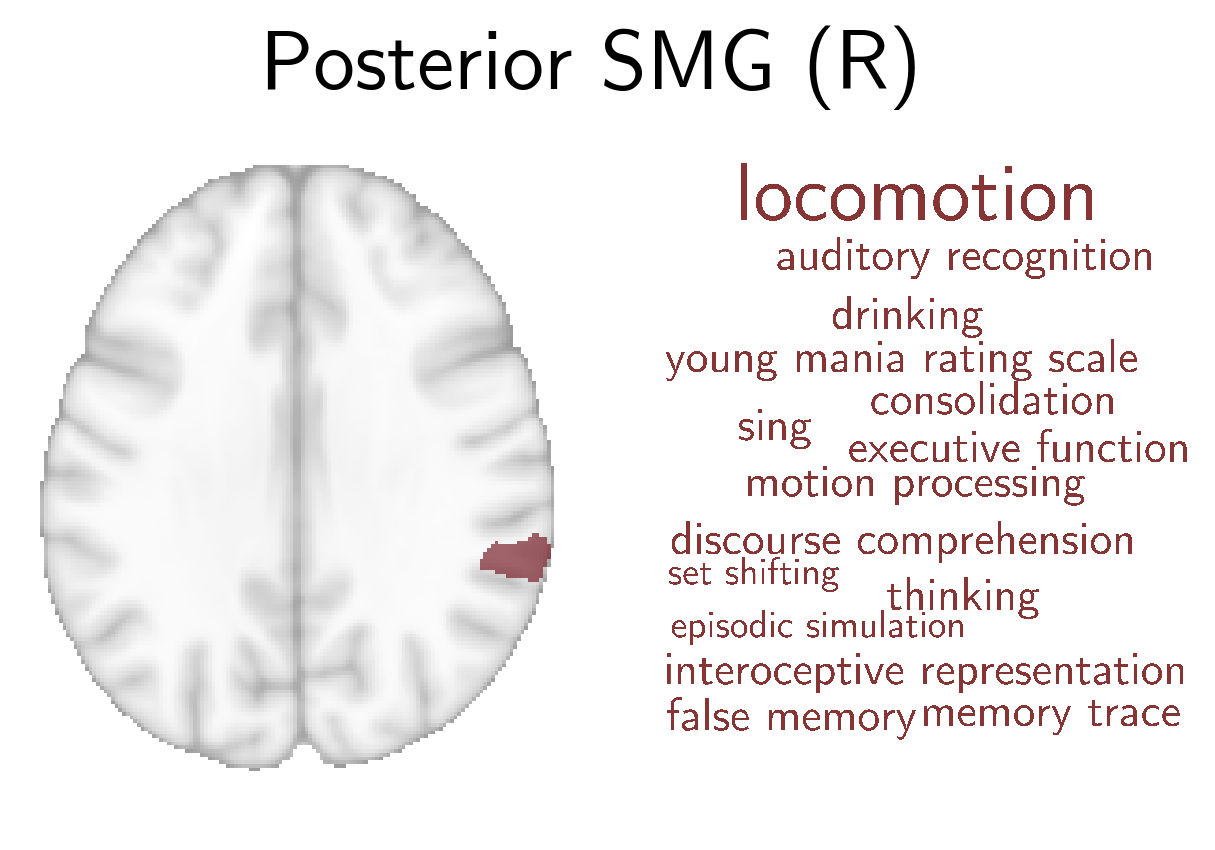 Posterior SMG (R)
locomotion
auditory recognition
drinking
young mania rating scale
consolidation
sing
executive function
motion processing
discourse comprehension
set shifting
thinking
episodic simulation
interoceptive representation
false memory memory trace